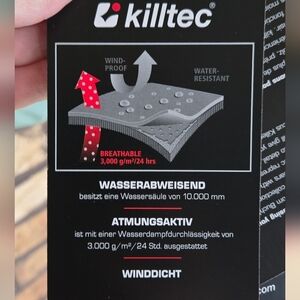 killtec®
WIND-
PROOF
WATER-
RESISTANT
BREATHABLE
3,000 g/m²/24 hrs
WASSERABWEISEND
besitzt eine Wassersäule von 10.000 mm
ATMUNGSAKTIV
ist mit einer Wasserdampfdurchlässigkeit von
3.000 g/m²/24 Std. ausgestattet
WINDDICHT
com